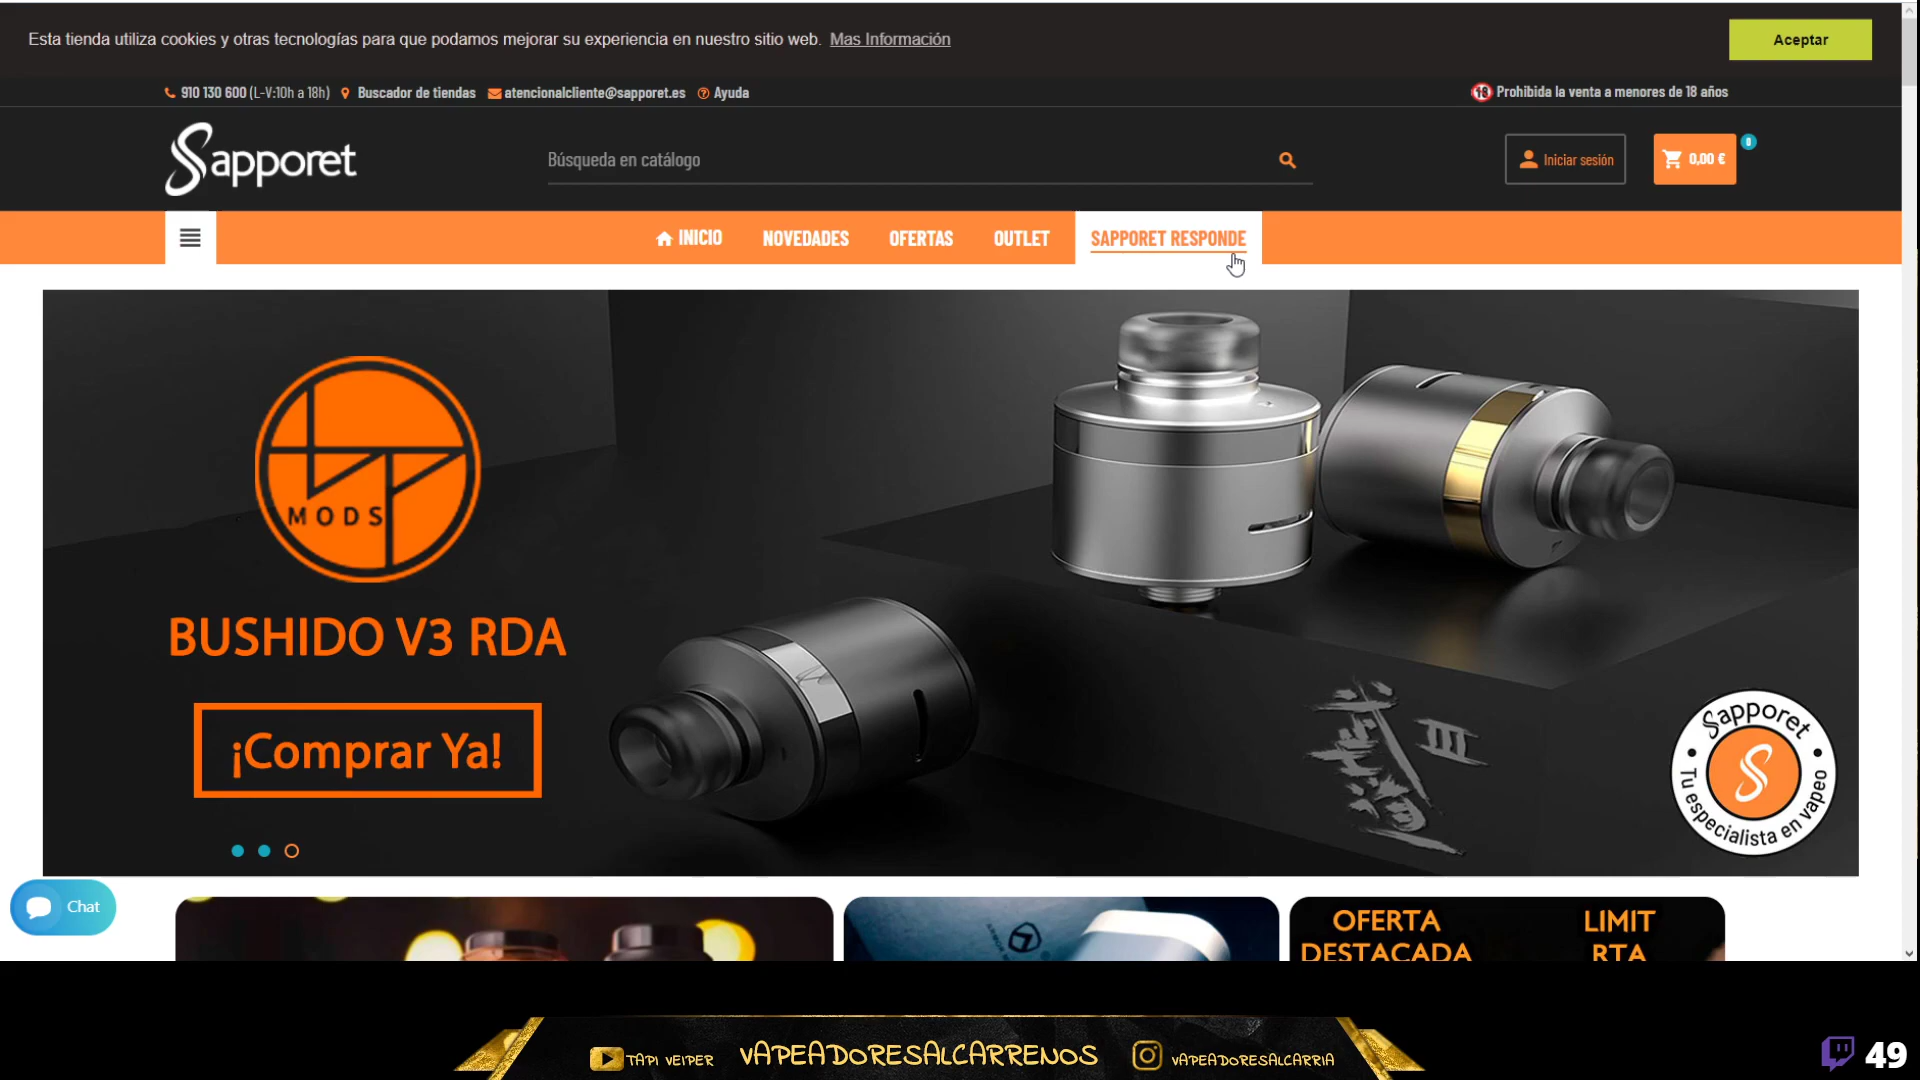 Esta tienda utiliza cookies y otras tecnologías para que podamos mejorar su experiencia en nuestro sitio web. Mas Información
Aceptar
910 130 600 (L-V:10h a 18h) Buscador de tiendas atencionalcliente@sapporet.es Ayuda
18 Prohibida la venta a menores de 18 años
Sapporet
Búsqueda en catálogo
Iniciar sesión
0,00 €
0
INICIO NOVEDADES OFERTAS OUTLET SAPPORET RESPONDE
MODS
BUSHIDO V3 RDA
¡Comprar Ya!
Sapporet
S
Tu especialista en vapeo
Chat
OFERTA
DESTACADA
LIMIT
RTA
TAPI VEIPER VAPEADORESALCARRENOS VAPEADORESALCARRIA
49